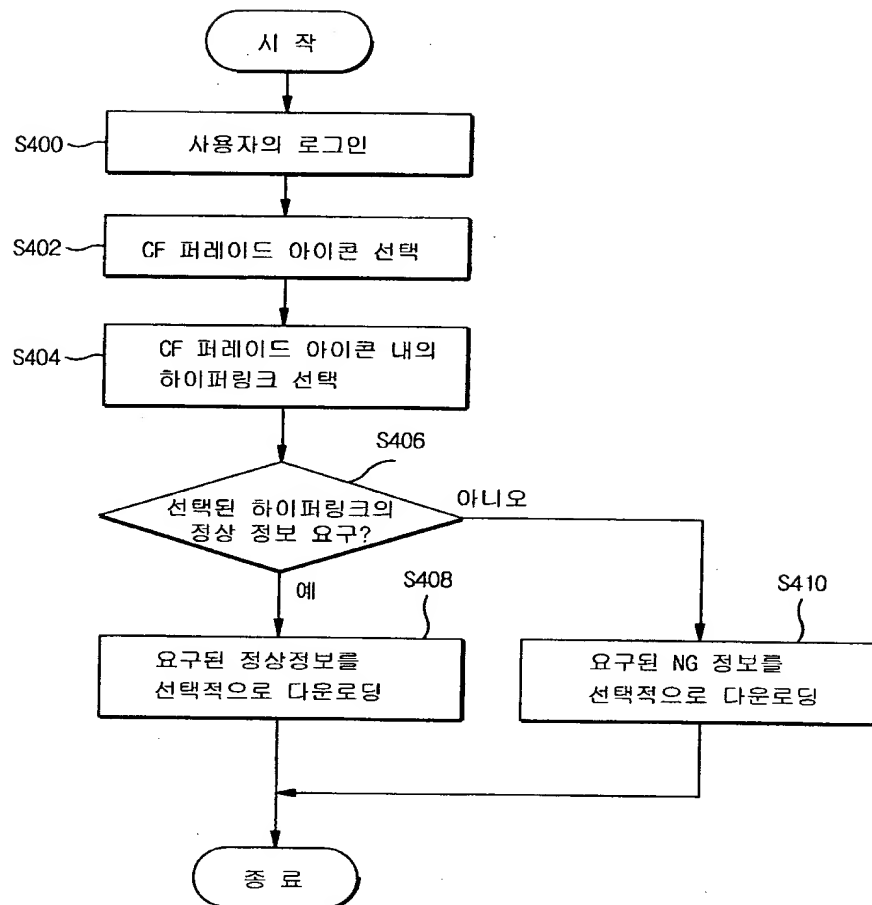 시 작
S400
사용자의 로그인
S402
CF 퍼레이드 아이콘 선택
S404
CF 퍼레이드 아이콘 내의
하이퍼링크 선택
S406
선택된 하이퍼링크의
정상 정보 요구?
아니오
예
S408
요구된 정상정보를
선택적으로 다운로딩
S410
요구된 NG 정보를
선택적으로 다운로딩
종 료